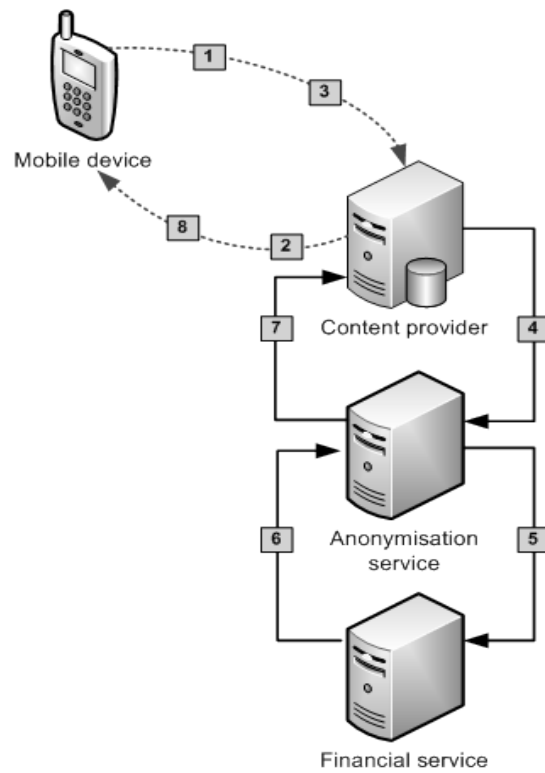 1
3
Mobile device
8
2
7
Content provider
4
6
Anonymisation
service
5
Financial service